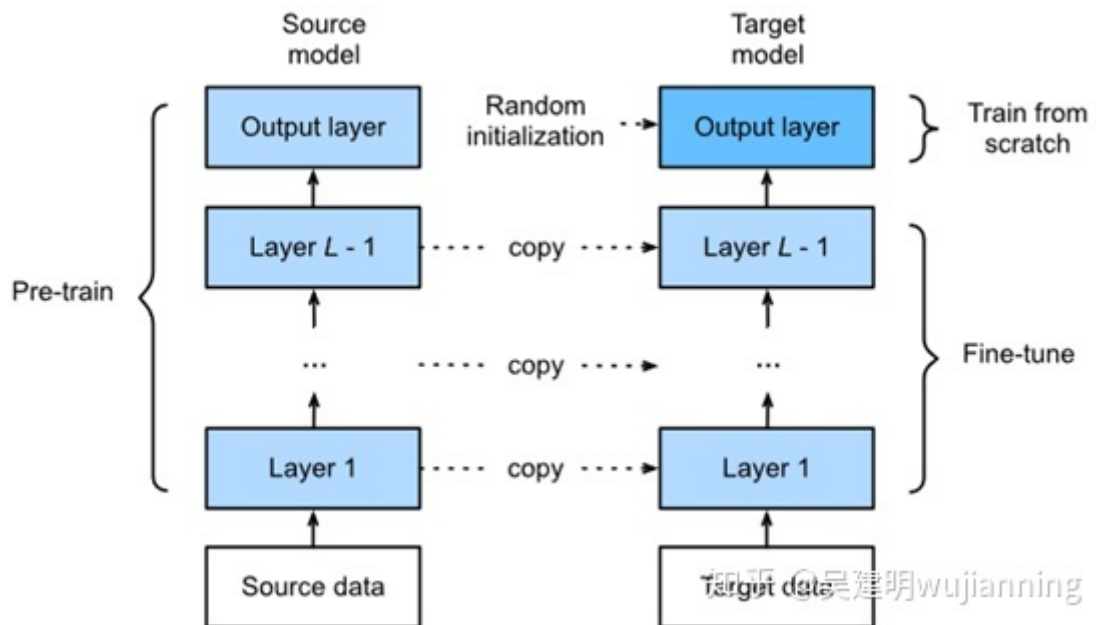 Source
model
Target
model
Output layer
Random
initialization
Output layer
Train from
scratch
Layer L - 1
copy
Layer L - 1
Pre-train
...
copy
...
Fine-tune
Layer 1
copy
Layer 1
Source data
Target data
知乎 @吴建明wujianming